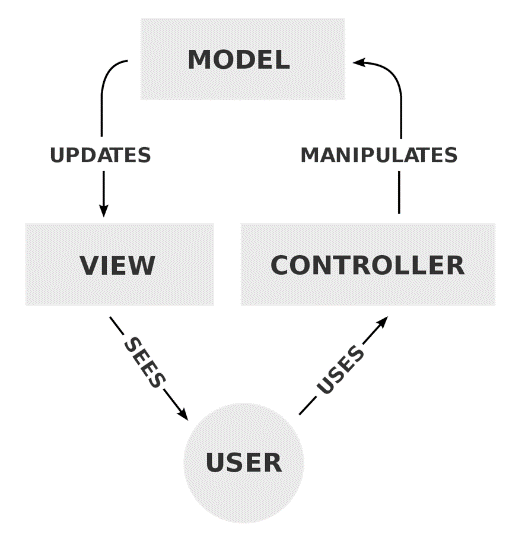 MODEL
UPDATES
MANIPULATES
VIEW
CONTROLLER
SEES
USES
USER